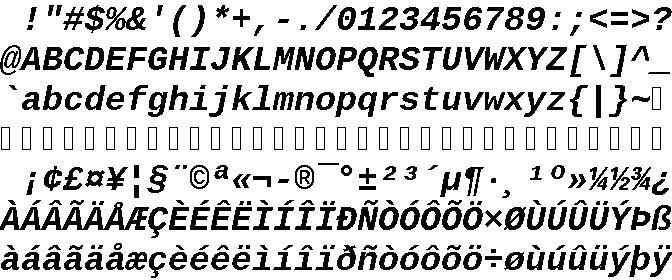 !"#$%&'()*+,-./0123456789:;<=>?
@ABCDEFGHIJKLMNOPQRSTUVWXYZ[\]^_
`abcdefghijklmnopqrstuvwxyz{|}~
¡¢£¤¥¦§¨©ª«¬-®¯°±²³´µ¶·¸¹º»¼½¾¿
ÀÁÂÃÄÅÆÇÈÉÊËÌÍÎÏÐÑÒÓÔÕÖ×ØÙÚÛÜÝÞß
àáâãäåæçèéêëìíîïðñòóôõö÷øùúûüýþÿ